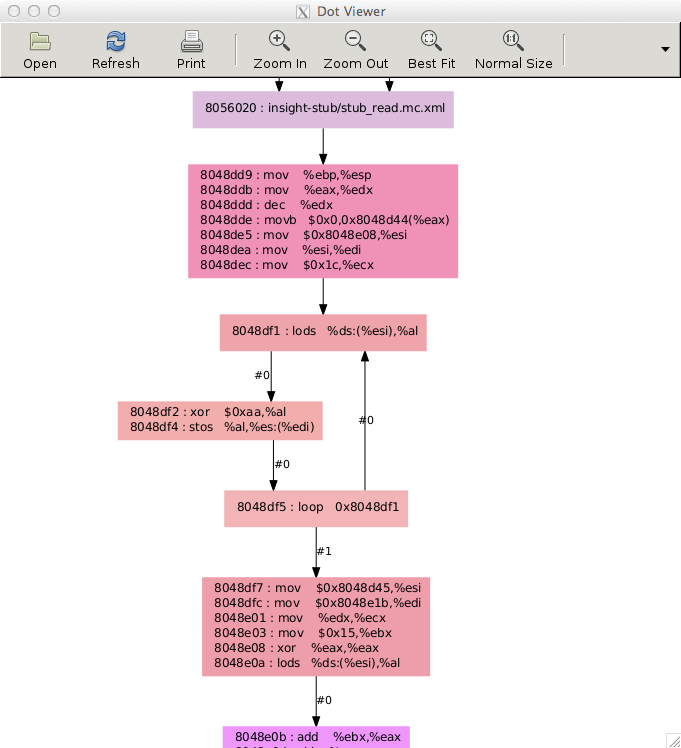 Dot Viewer
Open Refresh Print Zoom In Zoom Out Best Fit Normal Size
8056020 : insight-stub/stub_read.mc.xml
8048dd9 : mov %ebp,%esp
8048ddb : mov %eax,%edx
8048ddd : dec %edx
8048dde : movb $0x0,0x8048d44(%eax)
8048de5 : mov $0x8048e08,%esi
8048dea : mov %esi,%edi
8048dec : mov $0x1c,%ecx
8048df1 : lods %ds:(%esi),%al
#0
8048df2 : xor $0xaa,%al
8048df4 : stos %al,%es:(%edi)
#0
#0
8048df5 : loop 0x8048df1
#1
8048df7 : mov $0x8048d45,%esi
8048dfc : mov $0x8048e1b,%edi
8048e01 : mov %edx,%ecx
8048e03 : mov $0x15,%ebx
8048e08 : xor %eax,%eax
8048e0a : lods %ds:(%esi),%al
#0
8048e0b : add %ebx,%eax